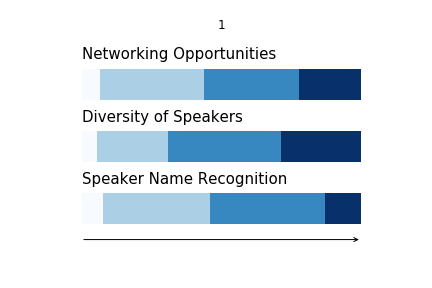 1
Networking Opportunities
Diversity of Speakers
Speaker Name Recognition